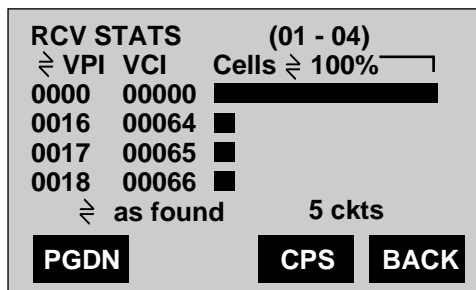 RCV STATS (01 - 04)
⇄ VPI VCI Cells ⇄ 100%
0000 00000
0016 00064
0017 00065
0018 00066
⇄ as found 5 ckts
PGDN CPS BACK